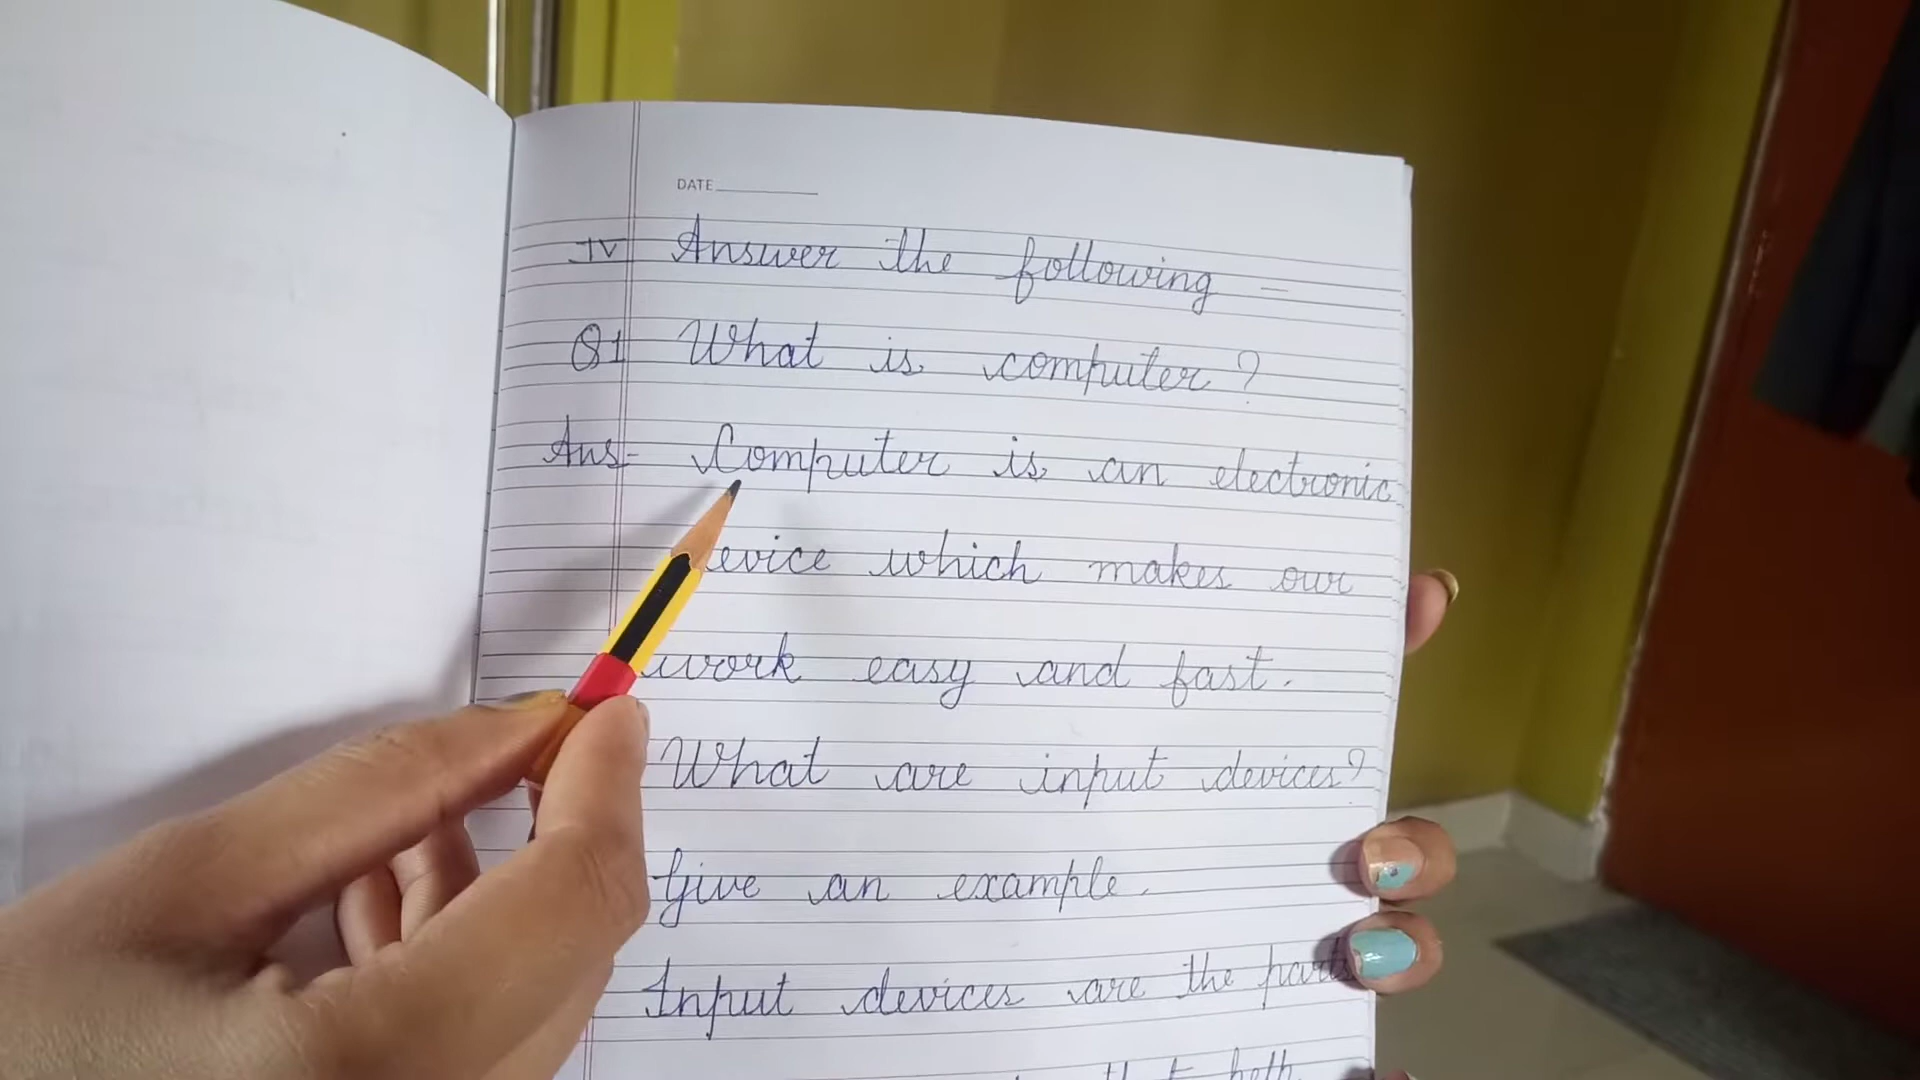 DATE
IV Answer the following -
Q1 What is computer?
Ans- Computer is an electronic
evice which makes our
work easy and fast.
What are input devices?
Give an example.
Input devices are the parts